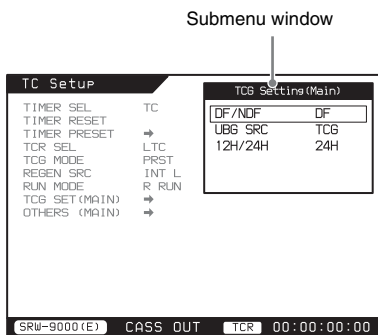 Submenu window
TC Setup
TIMER SEL TC
TIMER RESET
TIMER PRESET ➡
TCR SEL LTC
TCG MODE PRST
REGEN SRC INT L
RUN MODE R RUN
TCG SET(MAIN) ➡
OTHERS (MAIN) ➡
TCG Setting(Main)
DF/NDF DF
UBG SRC TCG
12H/24H 24H
SRW-9000(E) CASS OUT TCR 00:00:00:00